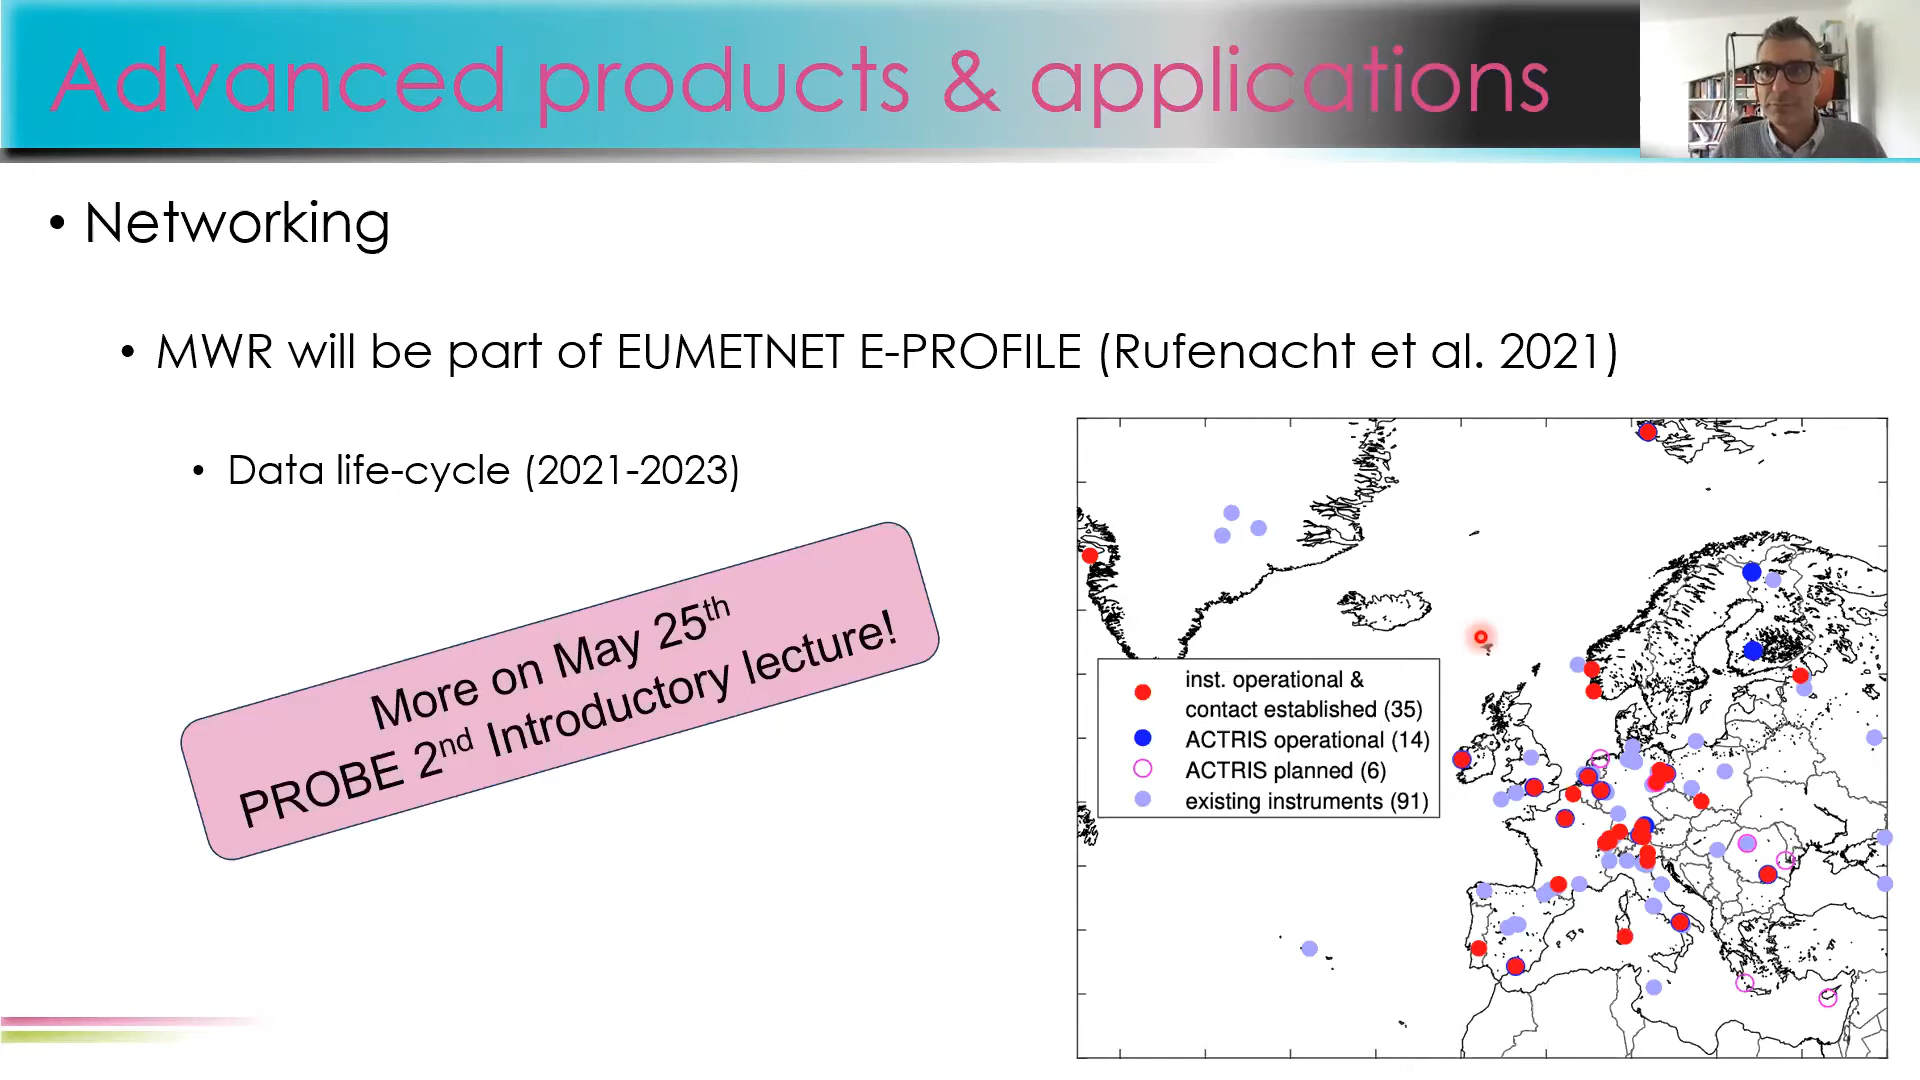 Advanced products & applications
• Networking
• MWR will be part of EUMETNET E-PROFILE (Rufenacht et al. 2021)
• Data life-cycle (2021-2023)
More on May 25th
PROBE 2nd Introductory lecture!
inst. operational &
contact established (35)
ACTRIS operational (14)
ACTRIS planned (6)
existing instruments (91)